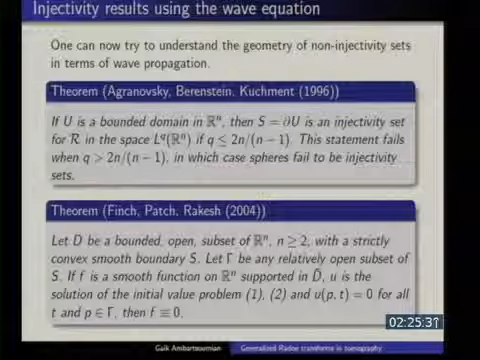 Injectivity results using the wave equation
One can now try to understand the geometry of non-injectivity sets
in terms of wave propagation.
Theorem (Agranovsky, Berenstein, Kuchment (1996))
If U is a bounded domain in ℝⁿ, then S = ∂U is an injectivity set
for R in the space Lᵠ(ℝⁿ) if q ≤ 2n/(n − 1). This statement fails
when q > 2n/(n − 1), in which case spheres fail to be injectivity
sets.
Theorem (Finch, Patch, Rakesh (2004))
Let D be a bounded, open, subset of ℝⁿ, n ≥ 2, with a strictly
convex smooth boundary S. Let Γ be any relatively open subset of
S. If f is a smooth function on ℝⁿ supported in D̄, u is the
solution of the initial value problem (1), (2) and u(p, t) = 0 for all
t and p ∈ Γ, then f ≡ 0.
02:25:31
Gaik Ambartsoumian Generalized Radon transforms in tomography